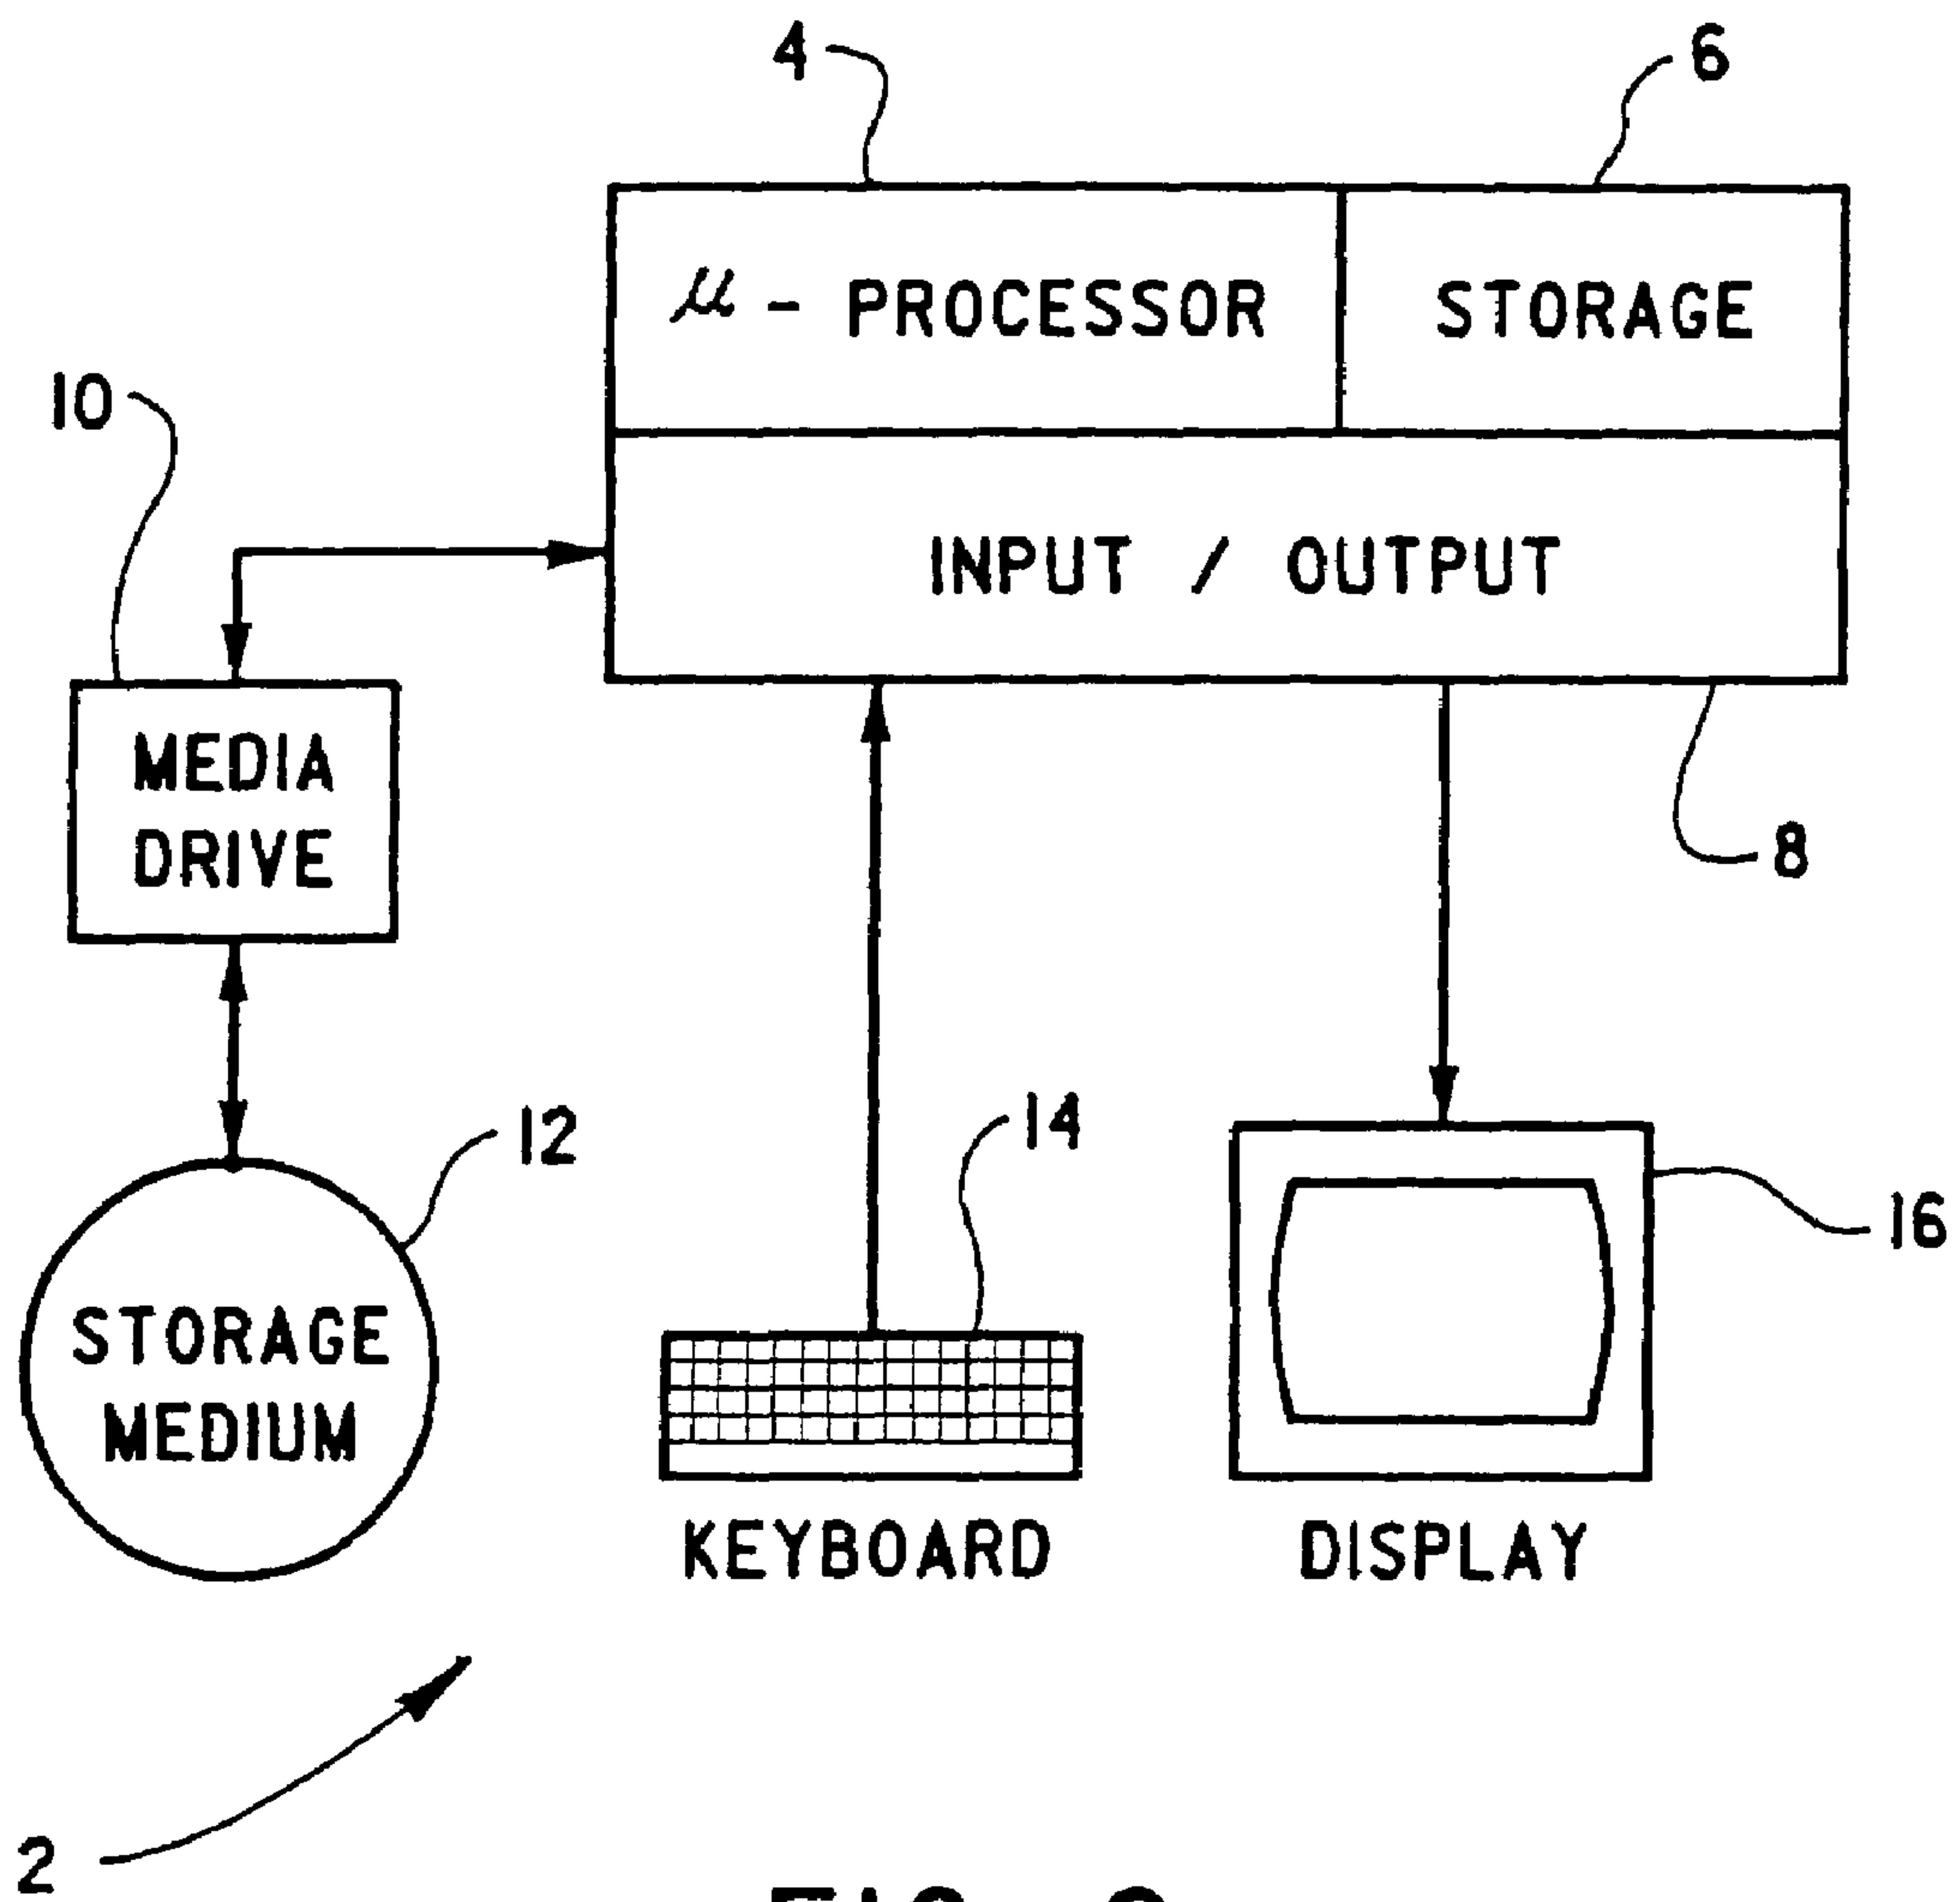 4
6
μ - PROCESSOR
STORAGE
10
INPUT / OUTPUT
MEDIA
DRIVE
8
12
14
16
STORAGE
MEDIUM
KEYBOARD
DISPLAY
2